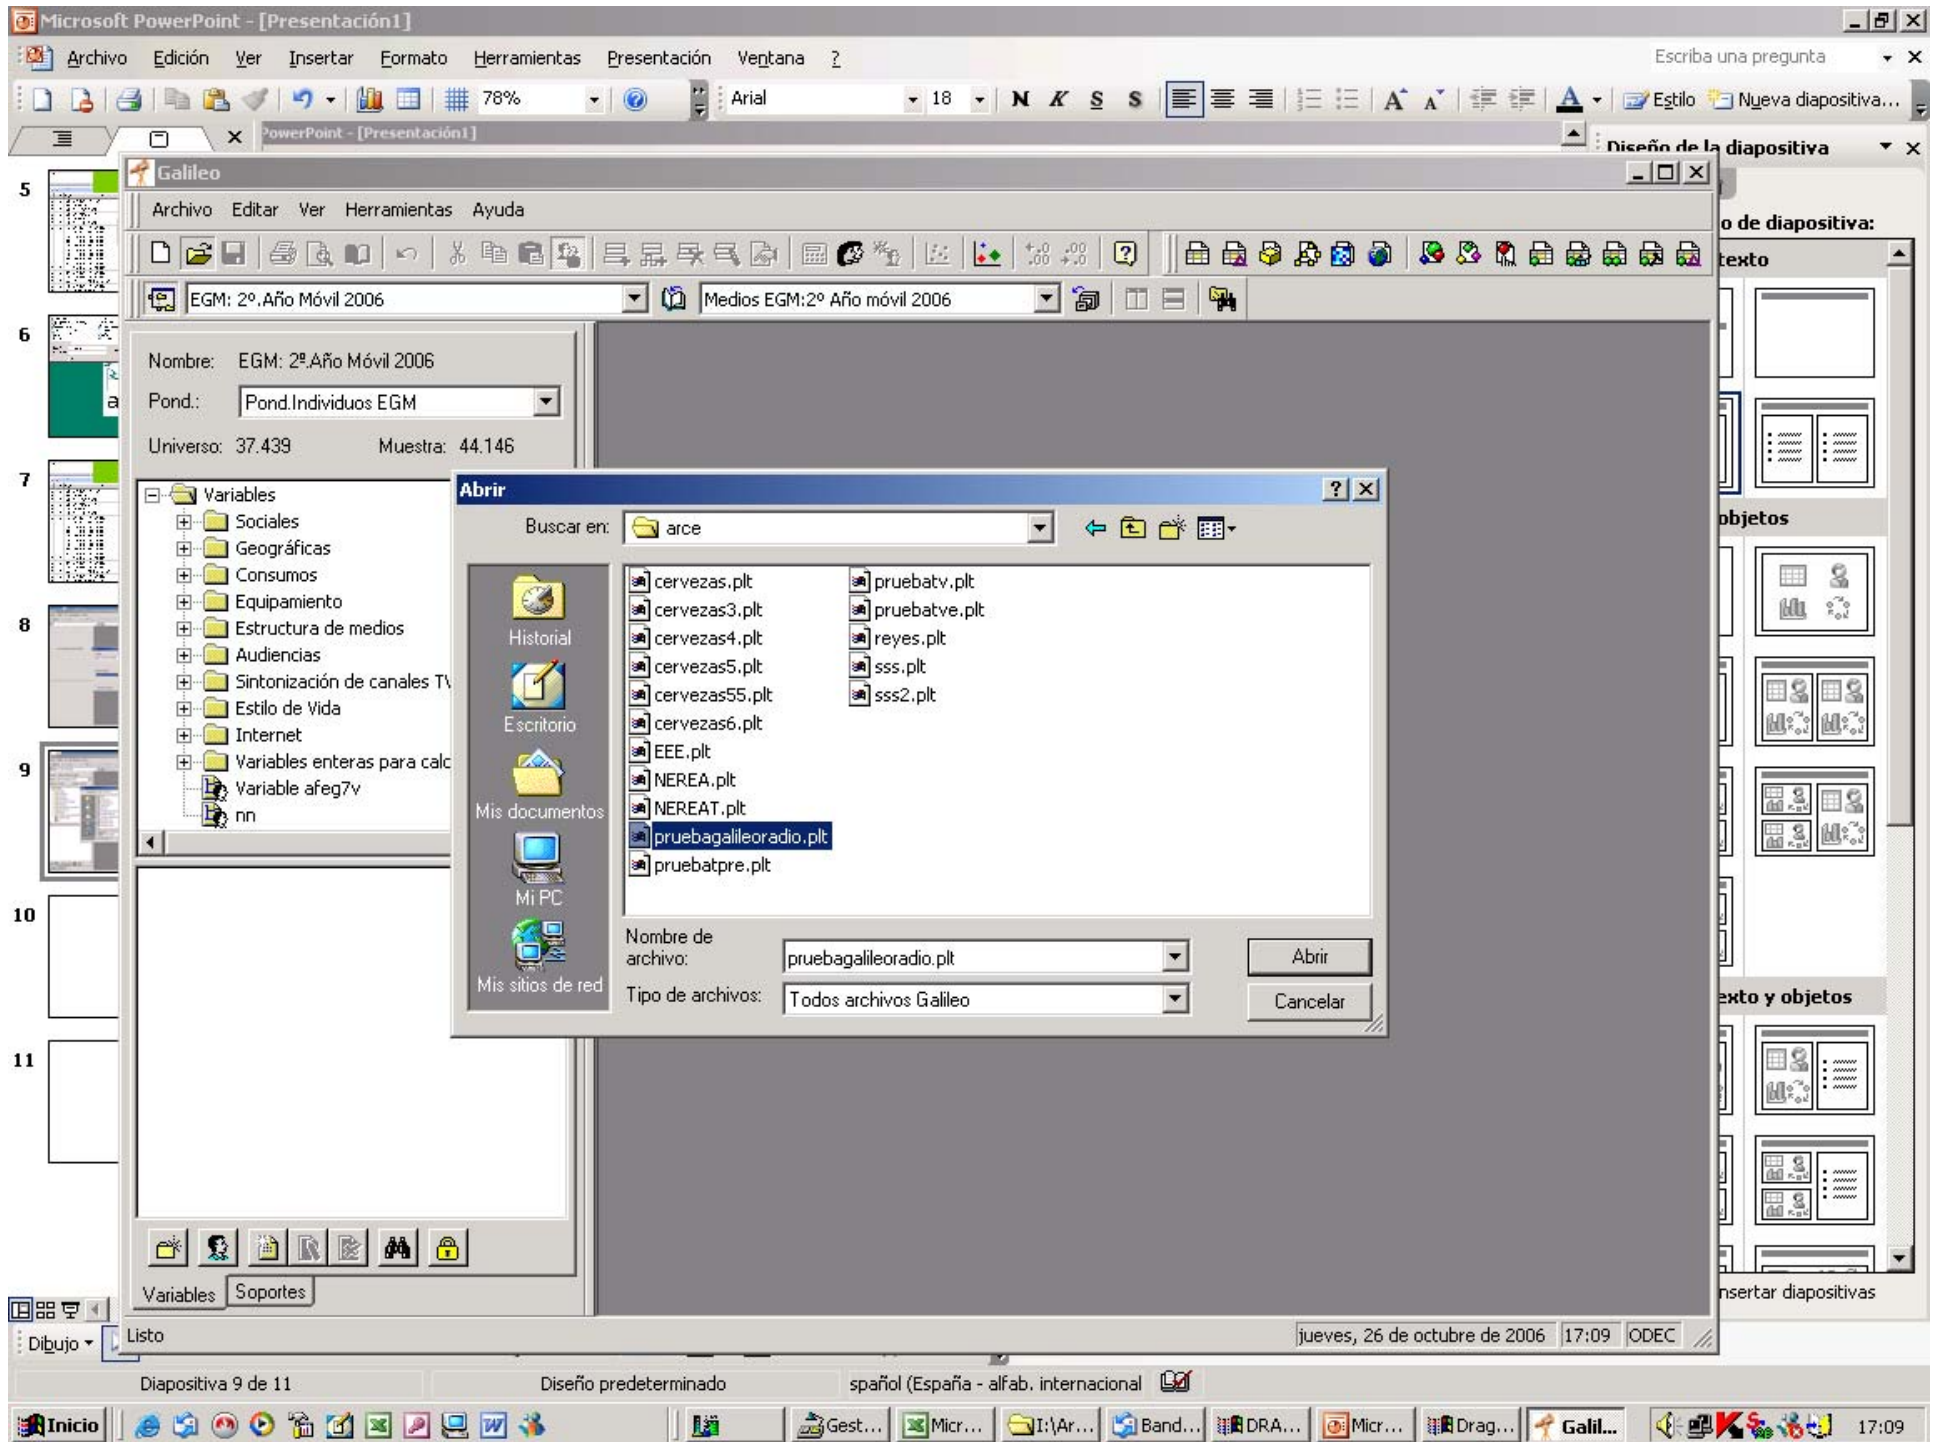 Microsoft PowerPoint - [Presentación1]
Archivo Edición Ver Insertar Formato Herramientas Presentación Ventana ?
Escriba una pregunta
78%
Arial
18
N K S S
Estilo
Nueva diapositiva...
PowerPoint - [Presentación1]
Diseño de la diapositiva
Galileo
Archivo Editar Ver Herramientas Ayuda
o de diapositiva:
texto
EGM: 2º.Año Móvil 2006
Medios EGM:2º Año móvil 2006
Nombre: EGM: 2º.Año Móvil 2006
Pond.: Pond.Individuos EGM
Universo: 37.439 Muestra: 44.146
Variables
Sociales
Geográficas
Consumos
Equipamiento
Estructura de medios
Audiencias
Sintonización de canales TV
Estilo de Vida
Internet
Variables enteras para calc
Variable afeg7v
nn
Abrir
Buscar en: arce
Historial
Escritorio
Mis documentos
Mi PC
Mis sitios de red
cervezas.plt
cervezas3.plt
cervezas4.plt
cervezas5.plt
cervezas55.plt
cervezas6.plt
EEE.plt
NEREA.plt
NEREAT.plt
pruebagalileoradio.plt
pruebatpre.plt
pruebatv.plt
pruebatve.plt
reyes.plt
sss.plt
sss2.plt
Nombre de
archivo: pruebagalileoradio.plt
Abrir
Tipo de archivos: Todos archivos Galileo
Cancelar
objetos
exto y objetos
5
6
a
7
8
9
10
11
Variables Soportes
nsertar diapositivas
Listo
jueves, 26 de octubre de 2006 17:09 ODEC
Dibujo
Diapositiva 9 de 11
Diseño predeterminado
spañol (España - alfab. internacional
Inicio
Gest...
Micr...
I:\Ar...
Band...
DRA...
Micr...
Drag...
Galil...
17:09